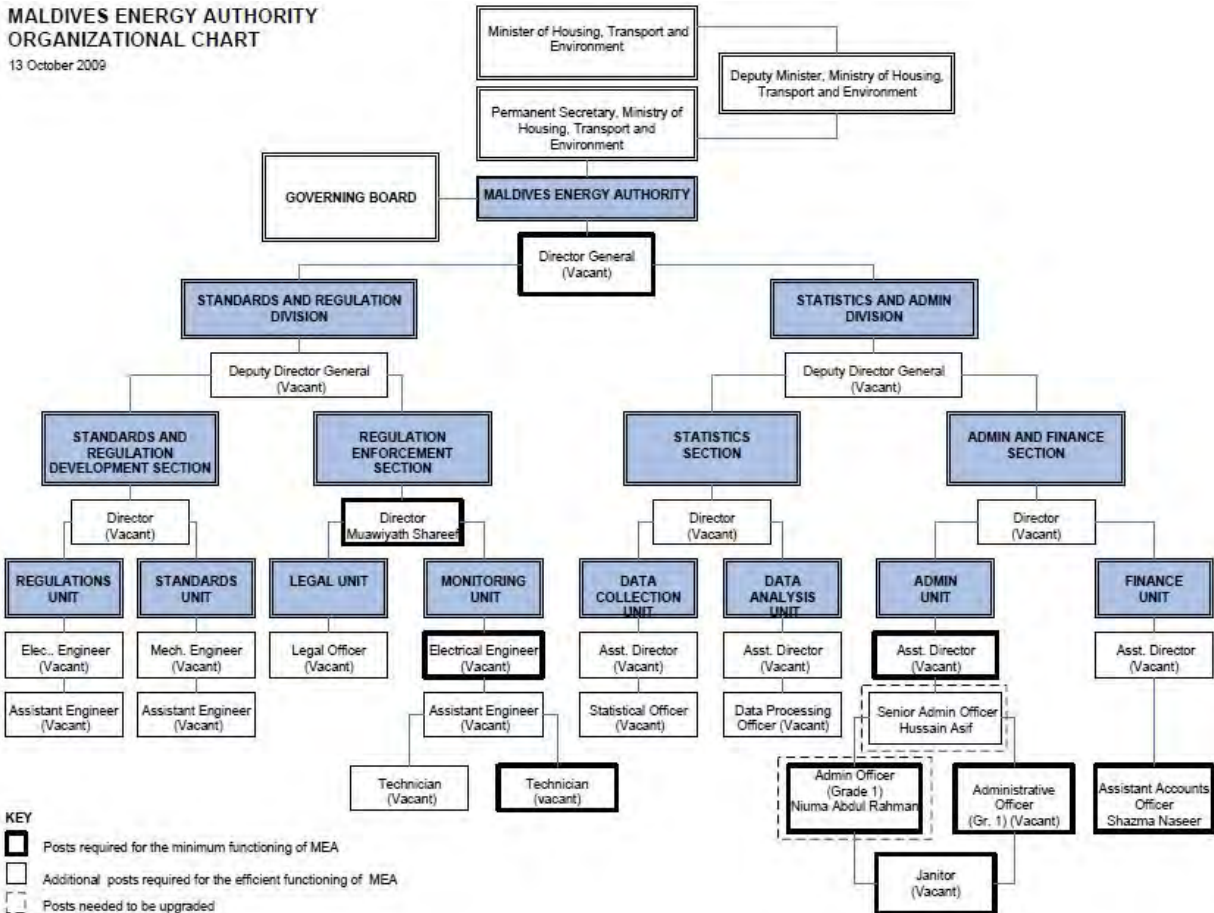 MALDIVES ENERGY AUTHORITY
ORGANIZATIONAL CHART
13 October 2009
Minister of Housing, Transport and
Environment
Deputy Minister, Ministry of Housing,
Transport and Environment
Permanent Secretary, Ministry of
Housing, Transport and
Environment
GOVERNING BOARD
MALDIVES ENERGY AUTHORITY
Director General
(Vacant)
STANDARDS AND REGULATION
DIVISION
STATISTICS AND ADMIN
DIVISION
Deputy Director General
(Vacant)
Deputy Director General
(Vacant)
STANDARDS AND
REGULATION
DEVELOPMENT SECTION
REGULATION
ENFORCEMENT
SECTION
STATISTICS
SECTION
ADMIN AND FINANCE
SECTION
Director
(Vacant)
Director
Muawiyath Shareef
Director
(Vacant)
Director
(Vacant)
REGULATIONS
UNIT
STANDARDS
UNIT
LEGAL UNIT
MONITORING
UNIT
DATA
COLLECTION
UNIT
DATA
ANALYSIS
UNIT
ADMIN
UNIT
FINANCE
UNIT
Elec.. Engineer
(Vacant)
Mech. Engineer
(Vacant)
Legal Officer
(Vacant)
Electrical Engineer
(Vacant)
Asst. Director
(Vacant)
Asst. Director
(Vacant)
Asst. Director
(Vacant)
Asst. Director
(Vacant)
Assistant Engineer
(Vacant)
Assistant Engineer
(Vacant)
Assistant Engineer
(Vacant)
Statistical Officer
(Vacant)
Data Processing
Officer (Vacant)
Senior Admin Officer
Hussain Asif
Technician
(Vacant)
Technician
(vacant)
Admin Officer
(Grade 1)
Niuma Abdul Rahman
Administrative
Officer
(Gr. 1) (Vacant)
Assistant Accounts
Officer
Shazma Naseer
Janitor
(Vacant)
KEY
Posts required for the minimum functioning of MEA
Additional posts required for the efficient functioning of MEA
Posts needed to be upgraded